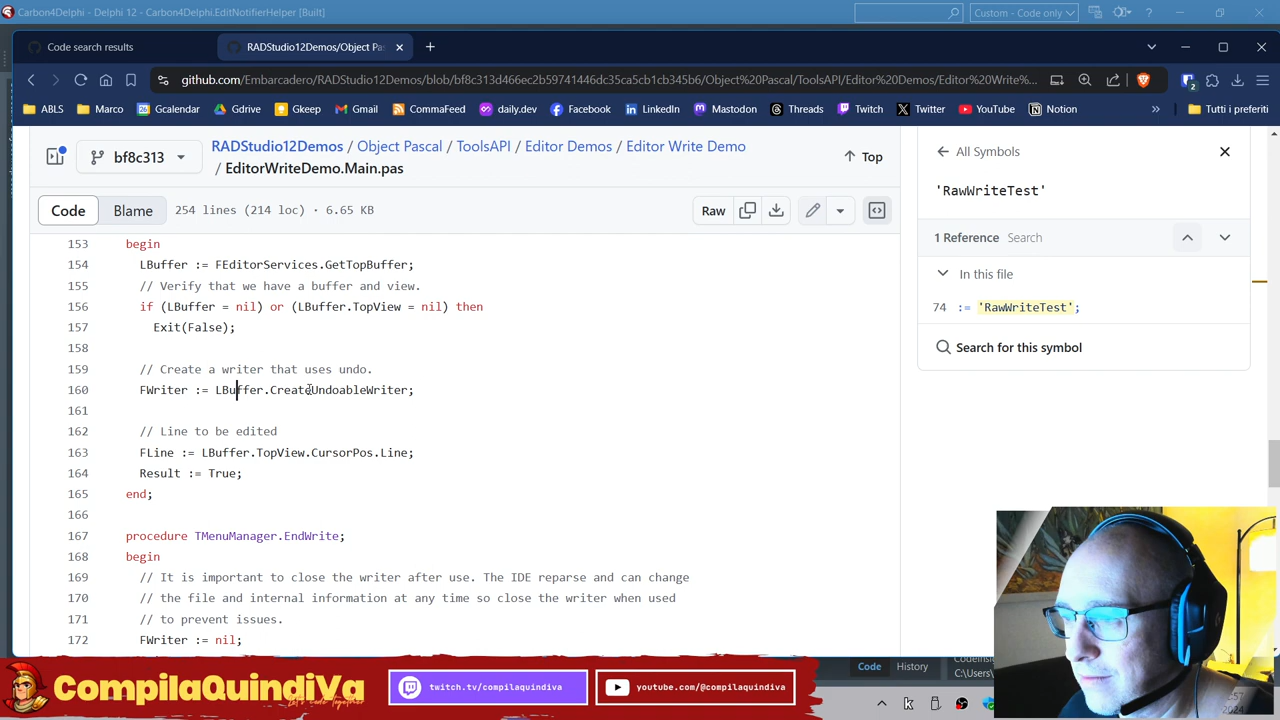 Carbon4Delphi - Delphi 12 - Carbon4Delphi.EditNotifierHelper [Built]
Custom - Code only
Code search results
RADStudio12Demos/Object Pa
github.com/Embarcadero/RADStudio12Demos/blob/bf8c313d466ec2b59741446dc35ca5cb1cb345b6/Object%20Pascal/ToolsAPI/Editor%20Demos/Editor%20Write%...
ABLS
Marco
Gcalendar
Gdrive
Gkeep
Gmail
CommaFeed
daily.dev
Facebook
LinkedIn
Mastodon
Threads
Twitch
Twitter
YouTube
Notion
»
Tutti i preferiti
bf8c313
RADStudio12Demos / Object Pascal / ToolsAPI / Editor Demos / Editor Write Demo
/ EditorWriteDemo.Main.pas
Top
Code
Blame
254 lines (214 loc) · 6.65 KB
Raw
153 begin
154 LBuffer := FEditorServices.GetTopBuffer;
155 // Verify that we have a buffer and view.
156 if (LBuffer = nil) or (LBuffer.TopView = nil) then
157 Exit(False);
158
159 // Create a writer that uses undo.
160 FWriter := LBuffer.CreateUndoableWriter;
161
162 // Line to be edited
163 FLine := LBuffer.TopView.CursorPos.Line;
164 Result := True;
165 end;
166
167 procedure TMenuManager.EndWrite;
168 begin
169 // It is important to close the writer after use. The IDE reparse and can change
170 // the file and internal information at any time so close the writer when used
171 // to prevent issues.
172 FWriter := nil;
All Symbols
'RawWriteTest'
1 Reference Search
In this file
74 := 'RawWriteTest';
Search for this symbol
Code
History
C:\Users\
CompilaQuindiVa
Let's Code Together
twitch.tv/compilaquindiva
youtube.com/@compilaquindiva